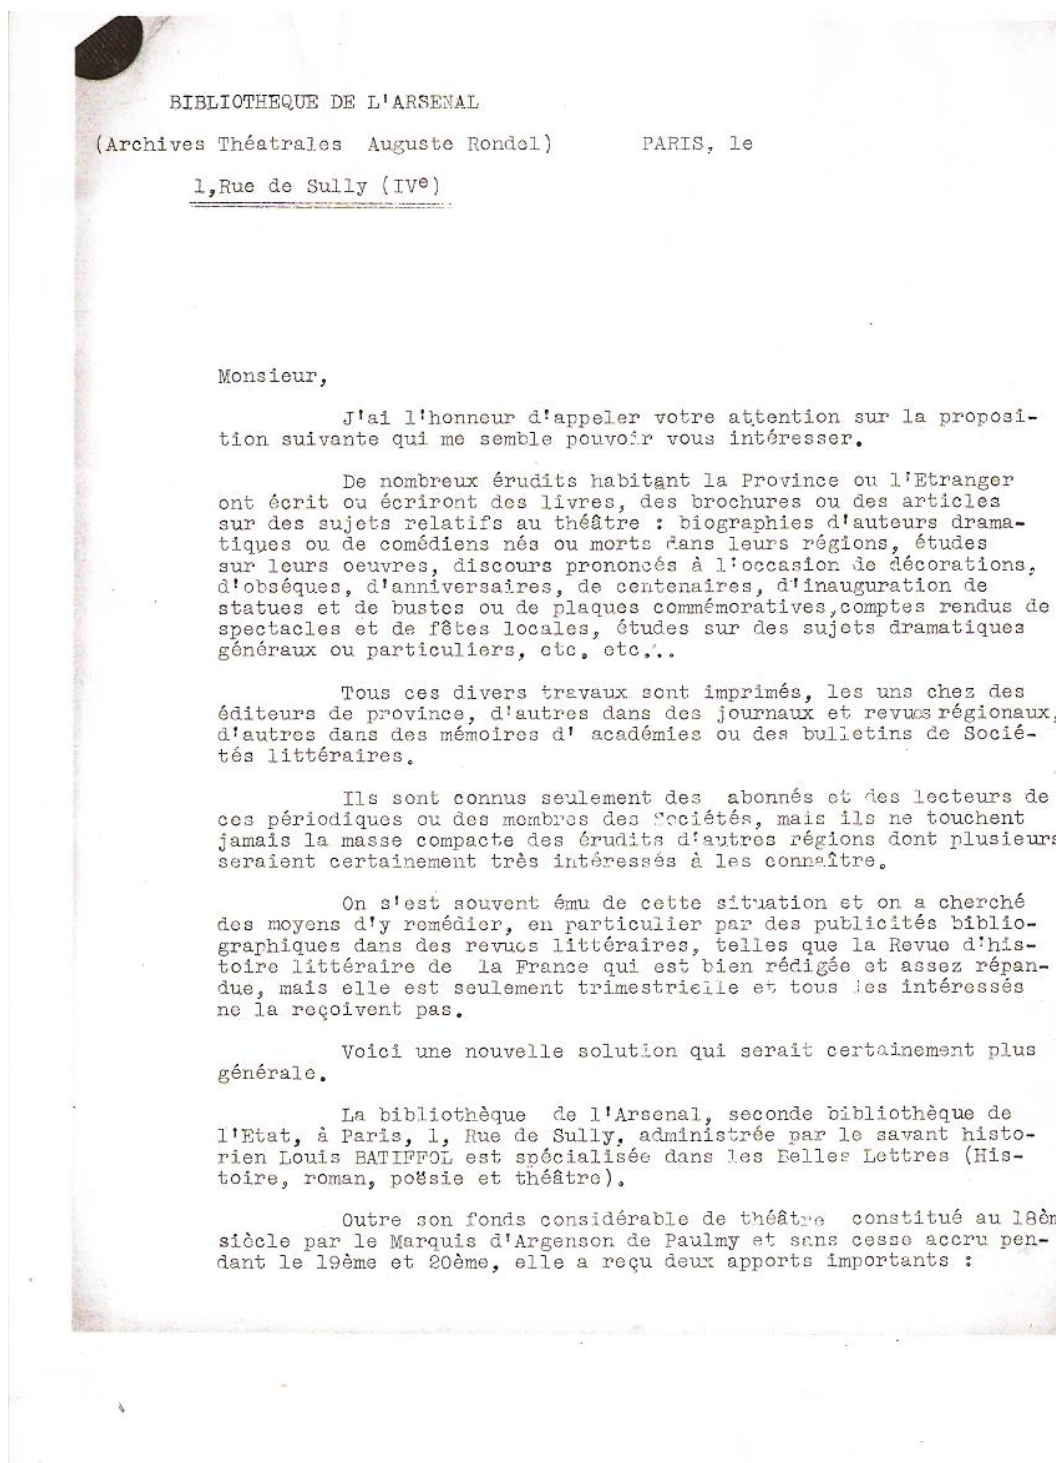 BIBLIOTHEQUE DE L'ARSENAL
(Archives Théatrales Auguste Rondel) PARIS, le
1,Rue de Sully (IVe)
Monsieur,
J'ai l'honneur d'appeler votre attention sur la proposi-
tion suivante qui me semble pouvoir vous intéresser.
De nombreux érudits habitant la Province ou l'Etranger
ont écrit ou écriront des livres, des brochures ou des articles
sur des sujets relatifs au théâtre : biographies d'auteurs drama-
tiques ou de comédiens nés ou morts dans leurs régions, études
sur leurs oeuvres, discours prononcés à l'occasion de décorations,
d'obséques, d'anniversaires, de centenaires, d'inauguration de
statues et de bustes ou de plaques commémoratives,comptes rendus de
spectacles et de fêtes locales, études sur des sujets dramatiques
généraux ou particuliers, etc. etc...
Tous ces divers travaux sont imprimés, les uns chez des
éditeurs de province, d'autres dans des journaux et revues régionaux,
d'autres dans des mémoires d' académies ou des bulletins de Socié-
tés littéraires.
Ils sont connus seulement des abonnés et des lecteurs de
ces périodiques ou des membres des Sociétés, mais ils ne touchent
jamais la masse compacte des érudits d'autres régions dont plusieurs
seraient certainement très intéressés à les connaître.
On s'est souvent ému de cette situation et on a cherché
des moyens d'y remédier, en particulier par des publicités biblio-
graphiques dans des revues littéraires, telles que la Revue d'his-
toire littéraire de la France qui est bien rédigée et assez répan-
due, mais elle est seulement trimestrielle et tous les intéressés
ne la reçoivent pas.
Voici une nouvelle solution qui serait certainement plus
générale.
La bibliothèque de l'Arsenal, seconde bibliothèque de
l'Etat, à Paris, 1, Rue de Sully, administrée par le savant histo-
rien Louis BATIFFOL est spécialisée dans les Belles Lettres (His-
toire, roman, poësie et théâtre).
Outre son fonds considérable de théâtre constitué au 18èm
siècle par le Marquis d'Argenson de Paulmy et sans cesse accru pen-
dant le 19ème et 20ème, elle a reçu deux apports importants :